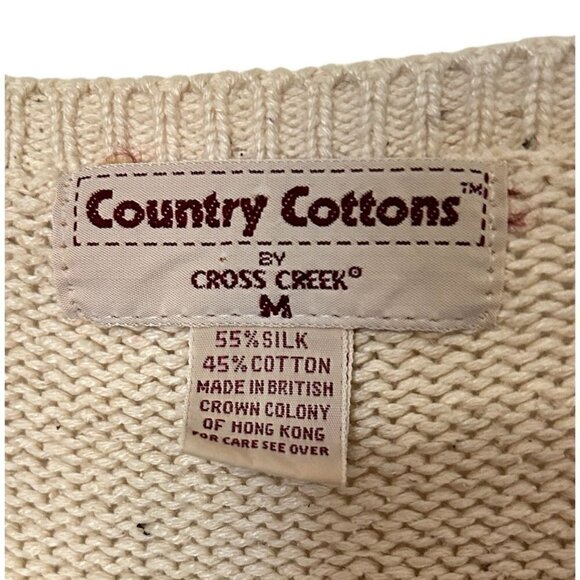 Country Cottons™
BY
CROSS CREEK®
M
55% SILK
45% COTTON
MADE IN BRITISH
CROWN COLONY
OF HONG KONG
FOR CARE SEE OVER